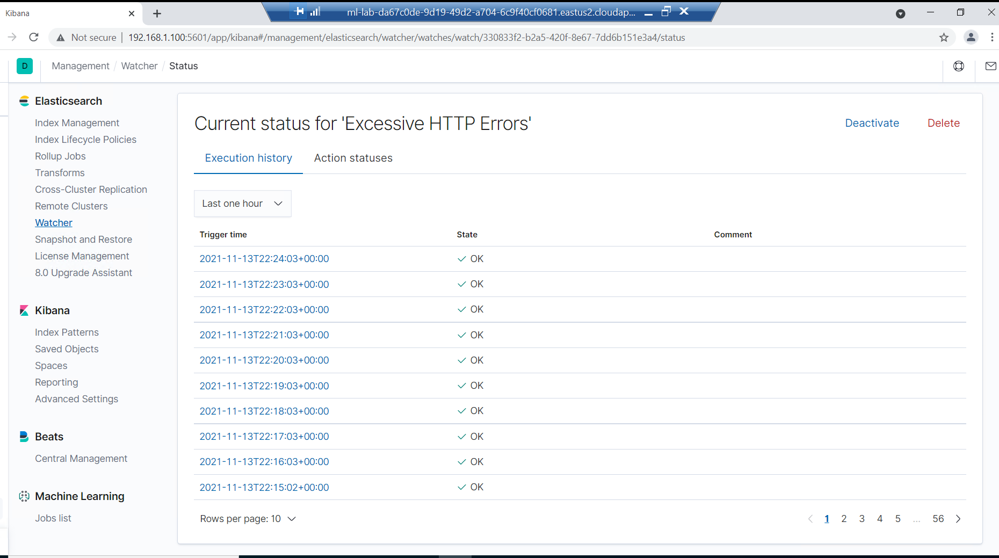 Kibana
ml-lab-da67c0de-9d19-49d2-a704-6c9f40cf0681.eastus2.cloudap...
Not secure | 192.168.1.100:5601/app/kibana#/management/elasticsearch/watcher/watches/watch/330833f2-b2a5-420f-8e67-7dd6b151e3a4/status
D Management / Watcher / Status
Elasticsearch
Index Management
Index Lifecycle Policies
Rollup Jobs
Transforms
Cross-Cluster Replication
Remote Clusters
Watcher
Snapshot and Restore
License Management
8.0 Upgrade Assistant
Kibana
Index Patterns
Saved Objects
Spaces
Reporting
Advanced Settings
Beats
Central Management
Machine Learning
Jobs list
Current status for 'Excessive HTTP Errors'
Deactivate Delete
Execution history Action statuses
Last one hour
Trigger time State Comment
2021-11-13T22:24:03+00:00 OK
2021-11-13T22:23:03+00:00 OK
2021-11-13T22:22:03+00:00 OK
2021-11-13T22:21:03+00:00 OK
2021-11-13T22:20:03+00:00 OK
2021-11-13T22:19:03+00:00 OK
2021-11-13T22:18:03+00:00 OK
2021-11-13T22:17:03+00:00 OK
2021-11-13T22:16:03+00:00 OK
2021-11-13T22:15:02+00:00 OK
Rows per page: 10
1 2 3 4 5 ... 56